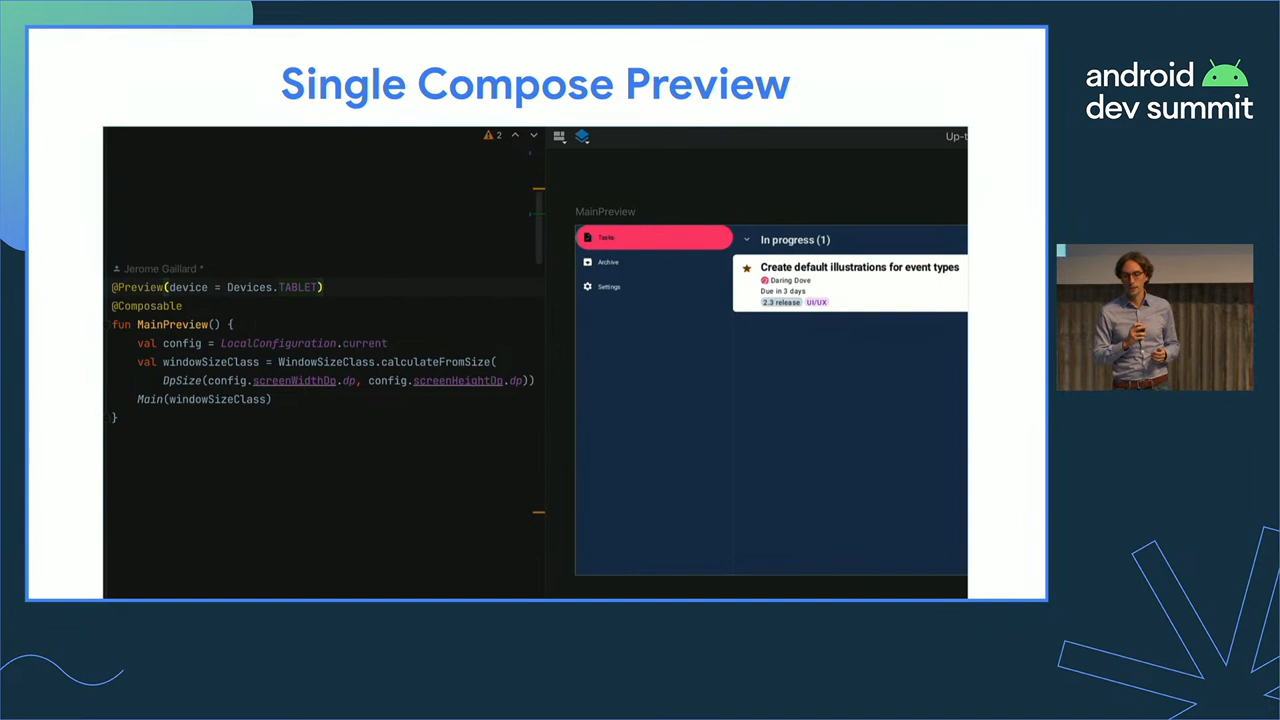 Single Compose Preview
android
dev summit
2
Up-t
MainPreview
Jerome Gaillard *
@Preview(device = Devices.TABLET)
@Composable
fun MainPreview() {
val config = LocalConfiguration.current
val windowSizeClass = WindowSizeClass.calculateFromSize(
DpSize(config.screenWidthDp.dp, config.screenHeightDp.dp))
Main(windowSizeClass)
}
Tasks
Archive
Settings
In progress (1)
Create default illustrations for event types
Daring Dove
Due in 3 days
2.3 release UI/UX